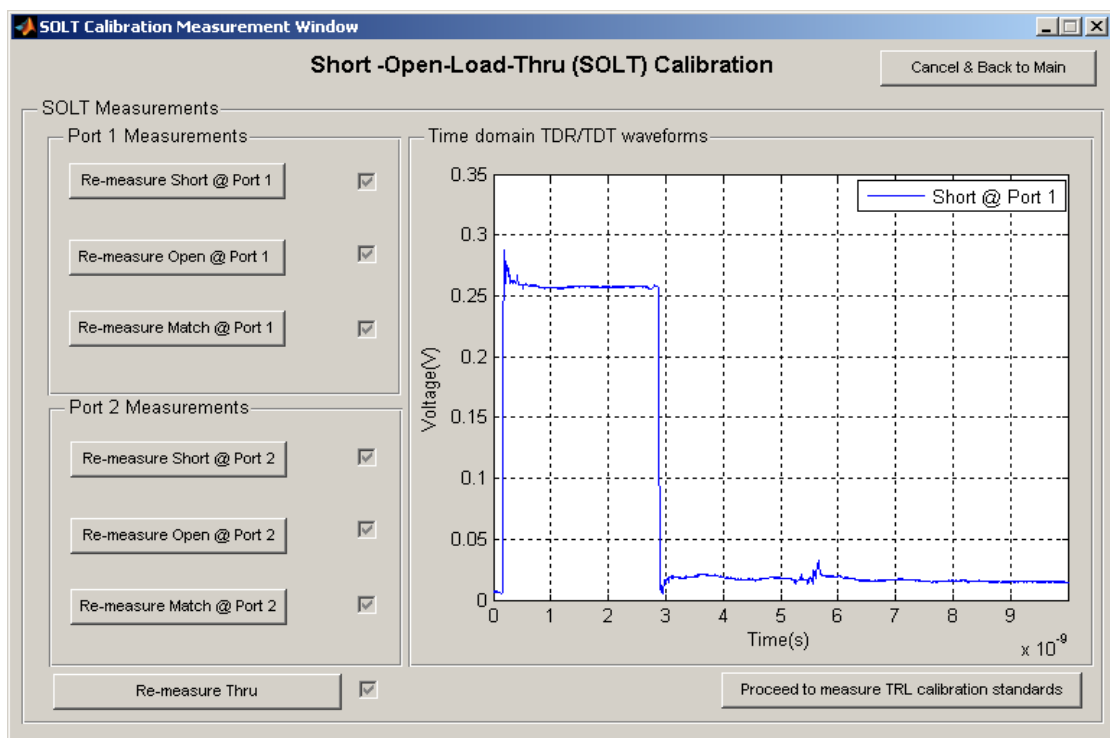 SOLT Calibration Measurement Window
Short -Open-Load-Thru (SOLT) Calibration
Cancel & Back to Main
SOLT Measurements
Port 1 Measurements
Re-measure Short @ Port 1
Re-measure Open @ Port 1
Re-measure Match @ Port 1
Port 2 Measurements
Re-measure Short @ Port 2
Re-measure Open @ Port 2
Re-measure Match @ Port 2
Re-measure Thru
Time domain TDR/TDT waveforms
Short @ Port 1
Voltage(V)
0.35
0.3
0.25
0.2
0.15
0.1
0.05
0
0 1 2 3 4 5 6 7 8 9
Time(s)
x 10⁻⁹
Proceed to measure TRL calibration standards